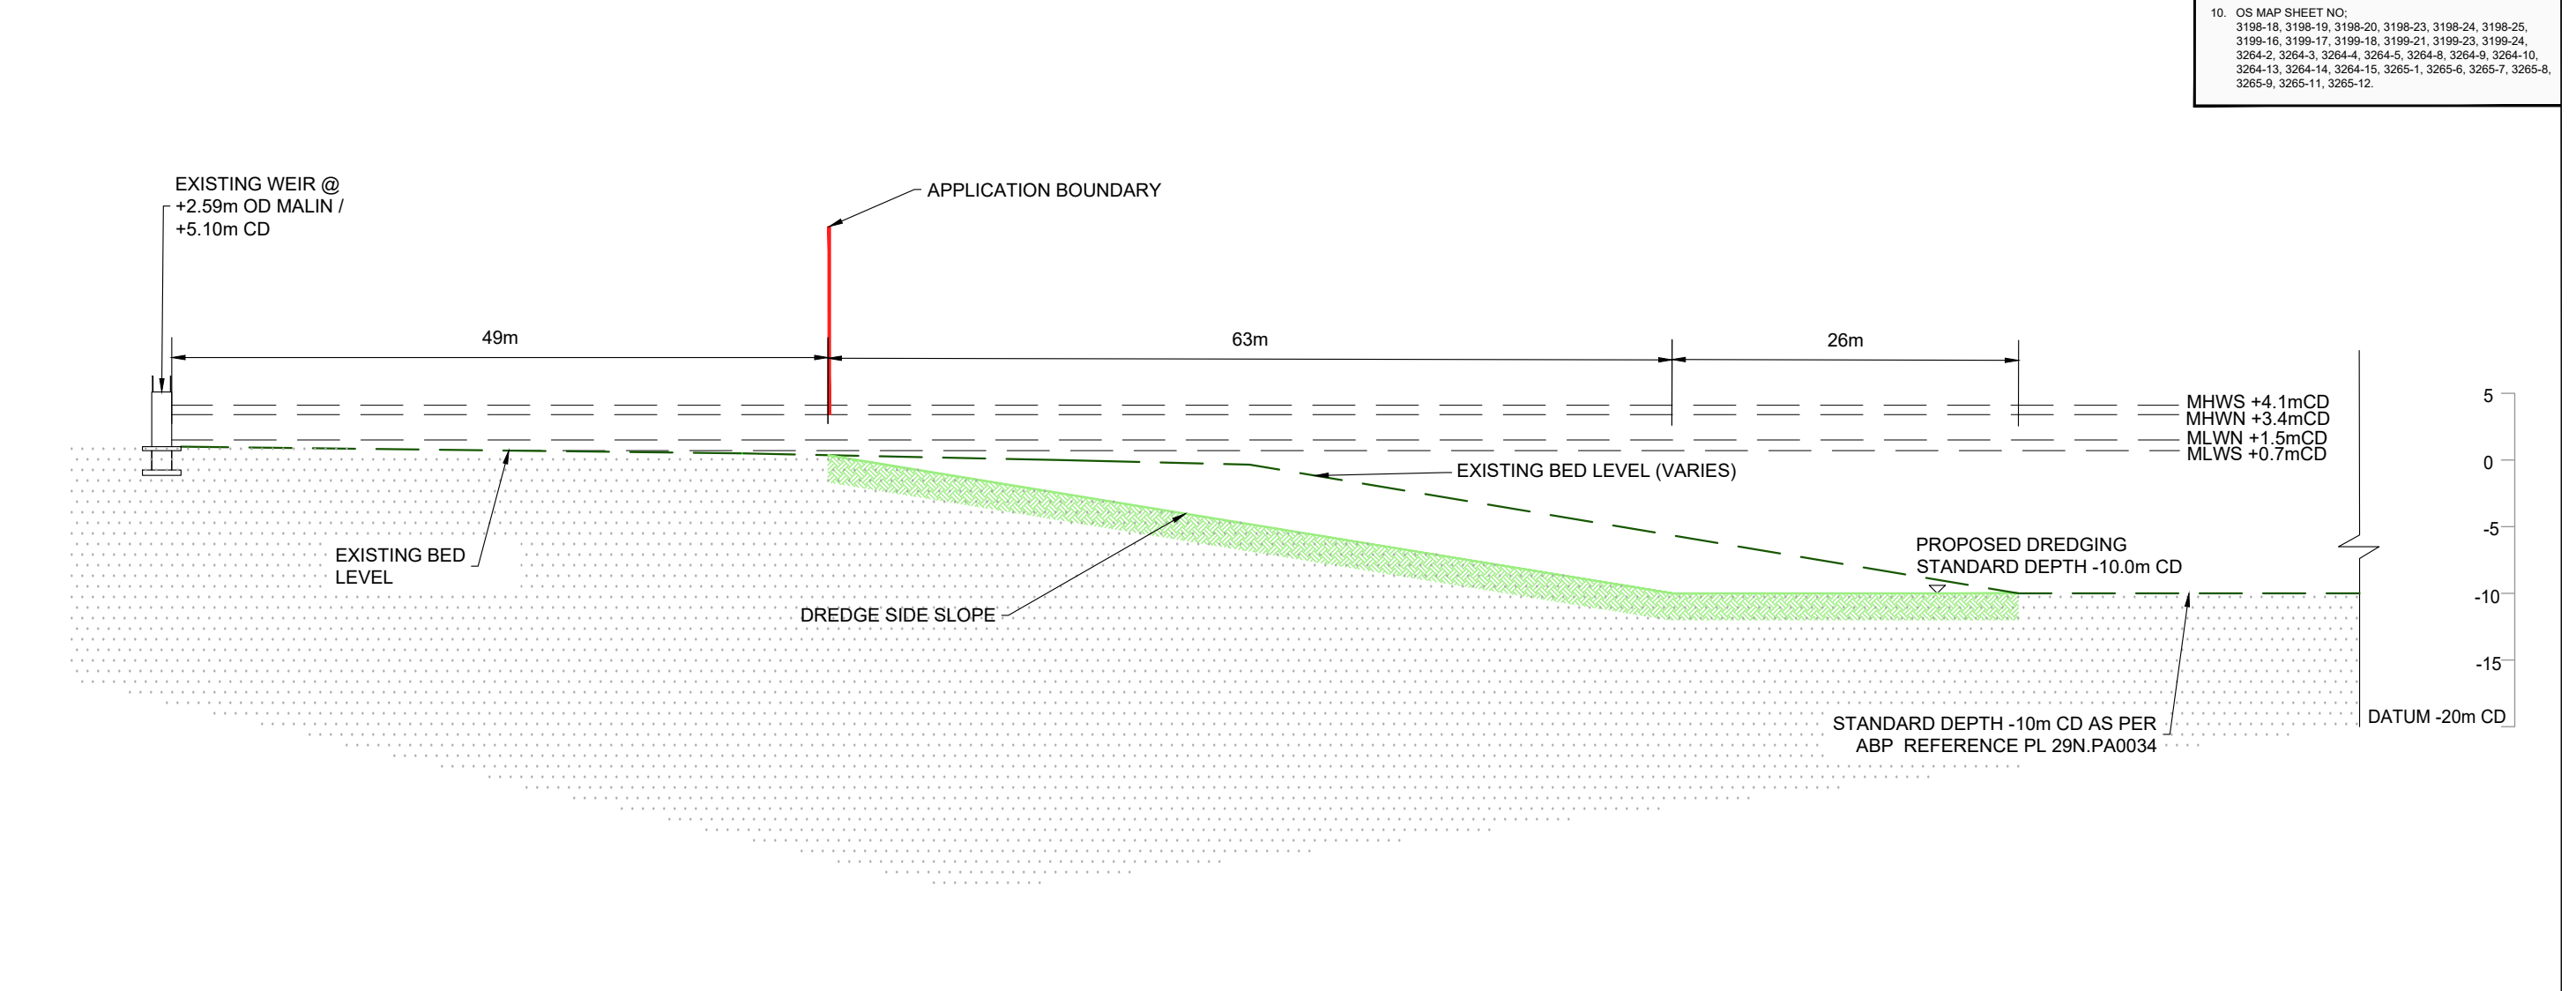 10. OS MAP SHEET NO;
3198-18, 3198-19, 3198-20, 3198-23, 3198-24, 3198-25,
3199-16, 3199-17, 3199-18, 3199-21, 3199-23, 3199-24,
3264-2, 3264-3, 3264-4, 3264-5, 3264-8, 3264-9, 3264-10,
3264-13, 3264-14, 3264-15, 3265-1, 3265-6, 3265-7, 3265-8,
3265-9, 3265-11, 3265-12.
EXISTING WEIR @
+2.59m OD MALIN /
+5.10m CD
APPLICATION BOUNDARY
49m
63m
26m
MHWS +4.1mCD
MHWN +3.4mCD
MLWN +1.5mCD
MLWS +0.7mCD
5
0
-5
-10
-15
EXISTING BED LEVEL (VARIES)
EXISTING BED
LEVEL
PROPOSED DREDGING
STANDARD DEPTH -10.0m CD
DREDGE SIDE SLOPE
STANDARD DEPTH -10m CD AS PER
ABP REFERENCE PL 29N.PA0034
DATUM -20m CD